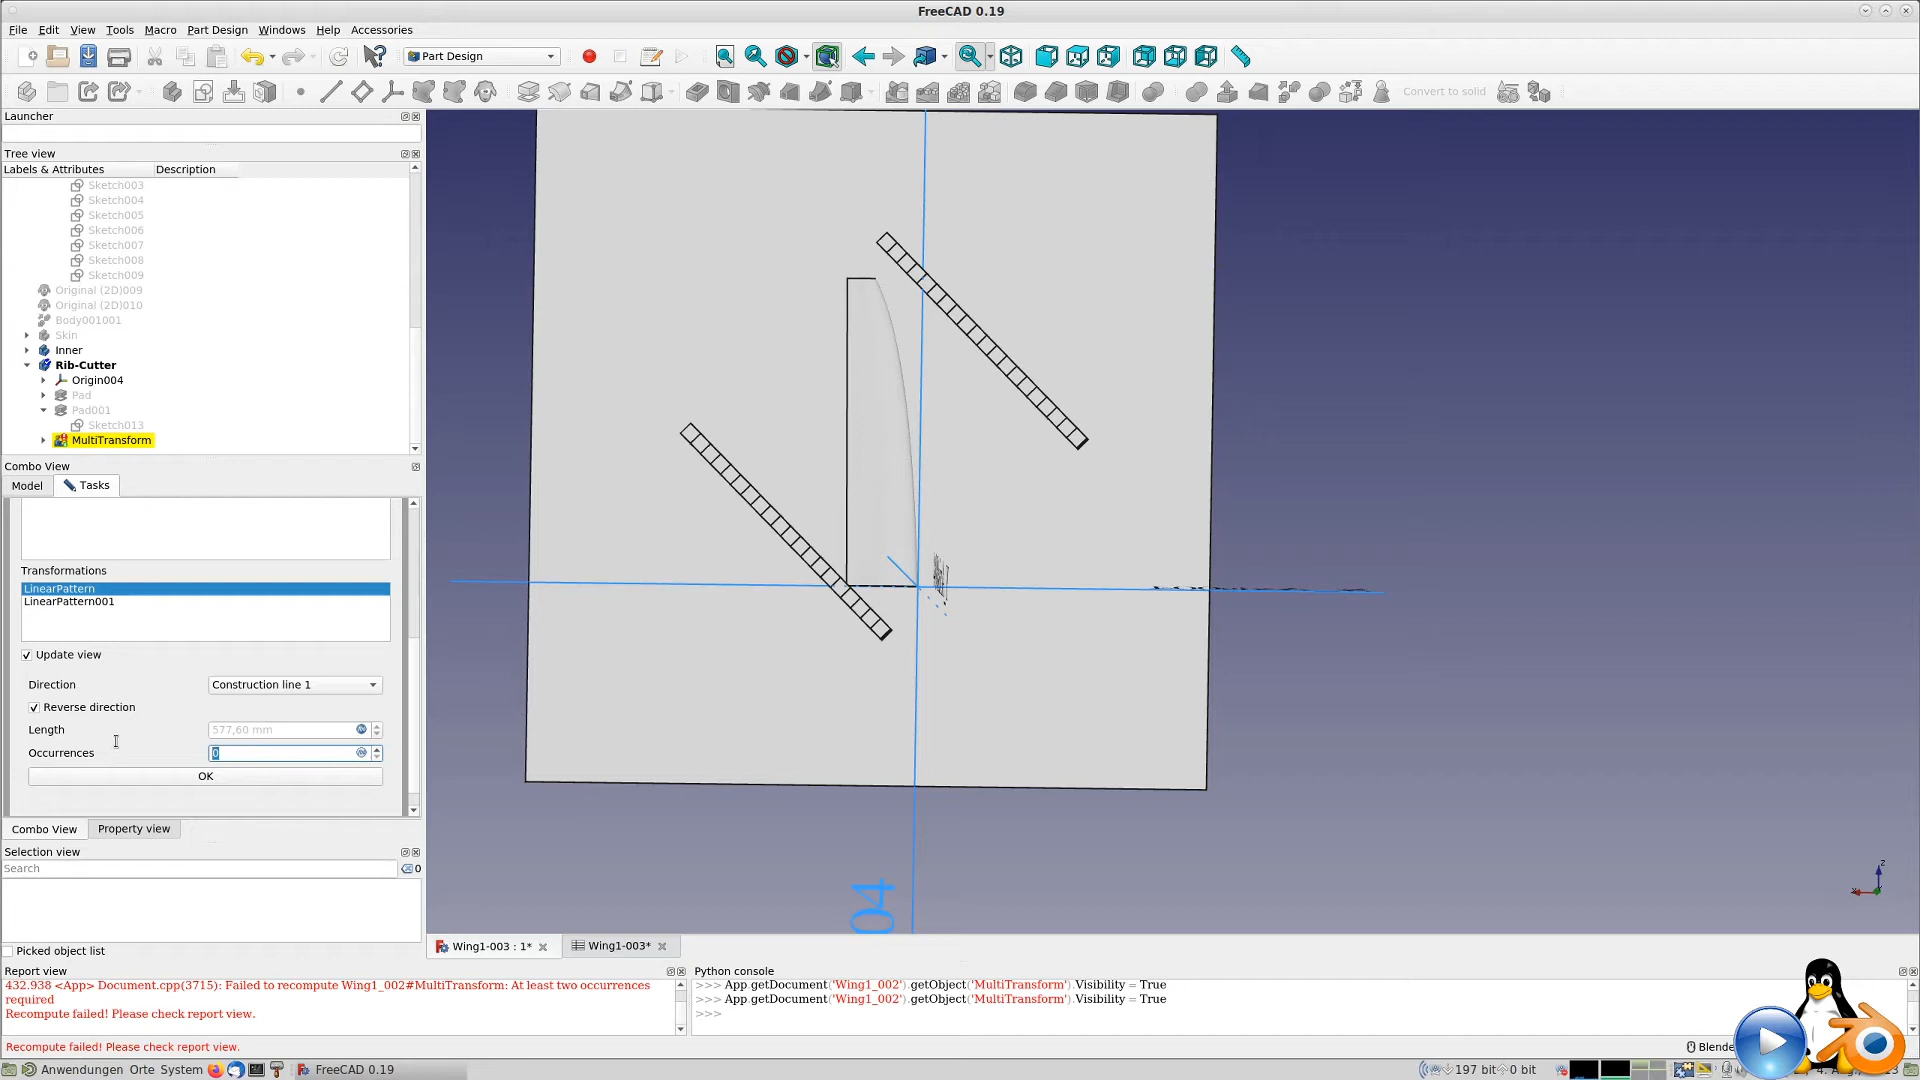 FreeCAD 0.19
File Edit View Tools Macro Part Design Windows Help Accessories
Part Design
Convert to solid
Launcher
Tree view
Labels & Attributes Description
Sketch003
Sketch004
Sketch005
Sketch006
Sketch007
Sketch008
Sketch009
Original (2D)009
Original (2D)010
Body001001
Skin
Inner
Rib-Cutter
Origin004
Pad
Pad001
Sketch013
MultiTransform
Combo View
Model Tasks
Transformations
LinearPattern
LinearPattern001
Update view
Direction Construction line 1
Reverse direction
Length 577,60 mm
Occurrences 0
OK
Combo View Property view
Selection view
Search 0
Picked object list
04
z
x
Wing1-003 : 1* Wing1-003*
Report view
432.938 <App> Document.cpp(3715): Failed to recompute Wing1_002#MultiTransform: At least two occurrences
required
Recompute failed! Please check report view.
Python console
>>> App.getDocument('Wing1_002').getObject('MultiTransform').Visibility = True
>>> App.getDocument('Wing1_002').getObject('MultiTransform').Visibility = True
>>>
Recompute failed! Please check report view.
Blende
Anwendungen Orte System FreeCAD 0.19
197 bit 0 bit